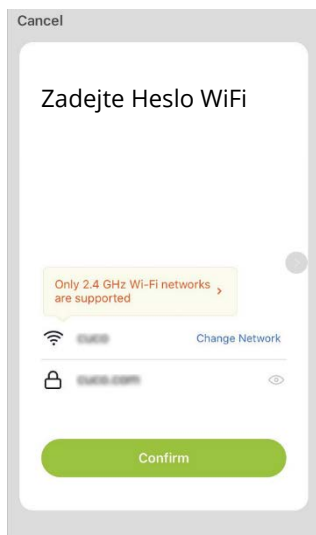 Cancel
Zadejte Heslo WiFi
Only 2.4 GHz Wi-Fi networks
are supported
Change Network
Confirm